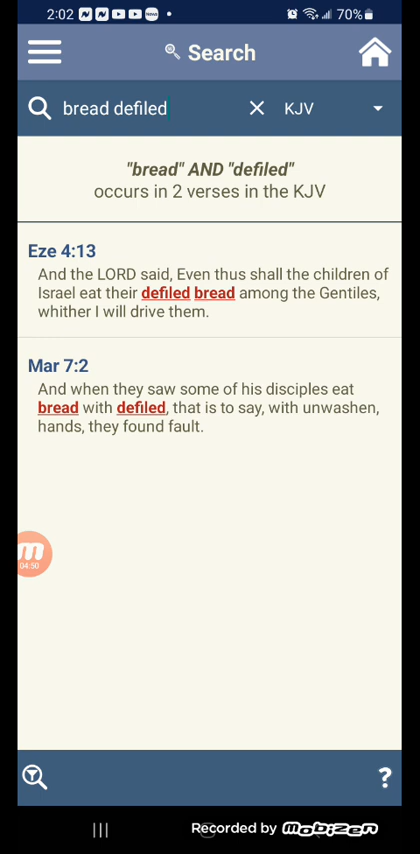 2:02 70%
Search
bread defiled KJV
"bread" AND "defiled"
occurs in 2 verses in the KJV
Eze 4:13
And the LORD said, Even thus shall the children of
Israel eat their defiled bread among the Gentiles,
whither I will drive them.
Mar 7:2
And when they saw some of his disciples eat
bread with defiled, that is to say, with unwashen,
hands, they found fault.
m
04:50
?
Recorded by mobizen